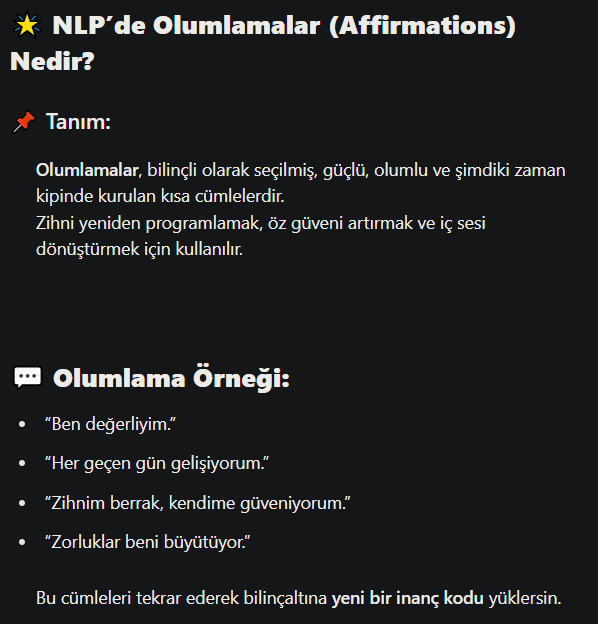 🌟 NLP’de Olumlamalar (Affirmations)
Nedir?
📌 Tanım:
Olumlamalar, bilinçli olarak seçilmiş, güçlü, olumlu ve şimdiki zaman
kipinde kurulan kısa cümlelerdir.
Zihni yeniden programlamak, öz güveni artırmak ve iç sesi
dönüştürmek için kullanılır.
💬 Olumlama Örneği:
• “Ben değerliyim.”
• “Her geçen gün gelişiyorum.”
• “Zihnim berrak, kendime güveniyorum.”
• “Zorluklar beni büyütüyor.”
Bu cümleleri tekrar ederek bilinçaltına yeni bir inanç kodu yüklersin.